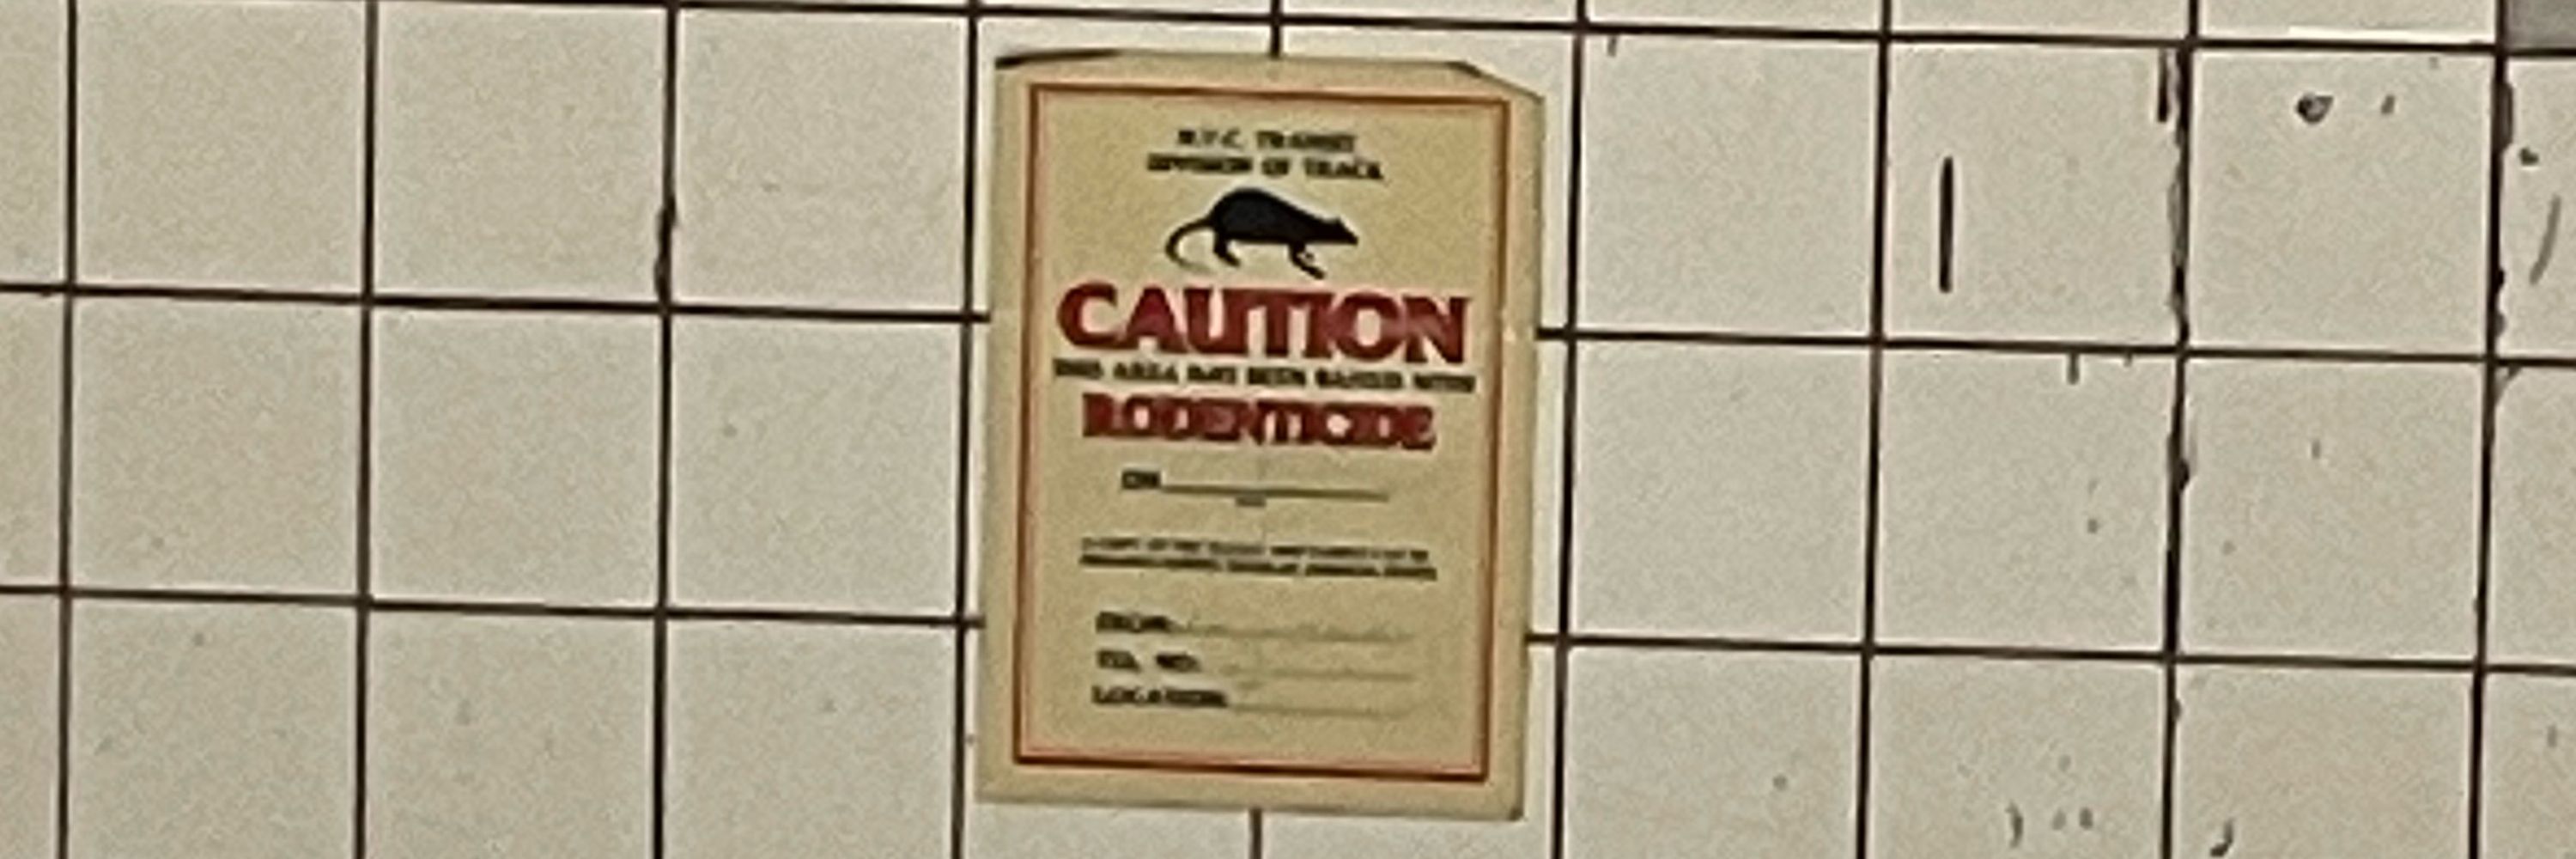 N.Y.C. TRANSIT
DIVISION OF TRACK
CAUTION
THIS AREA HAS BEEN BAITED WITH
RODENTICIDE
ON
FROM:
TEL. NO:
LOCATION: